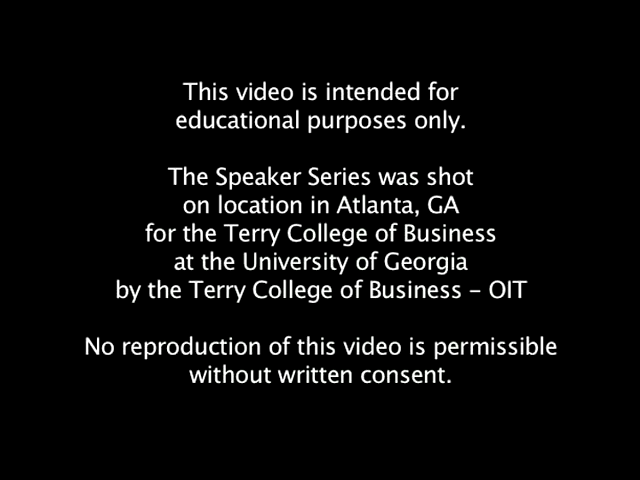 This video is intended for
educational purposes only.
The Speaker Series was shot
on location in Atlanta, GA
for the Terry College of Business
at the University of Georgia
by the Terry College of Business - OIT
No reproduction of this video is permissible
without written consent.